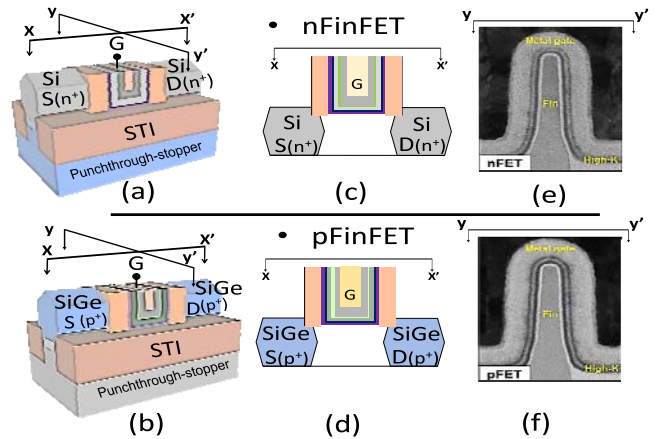 y
x
x'
G
y'
Si
S(n⁺)
Si
D(n⁺)
STI
Punchthrough-stopper
(a)
• nFinFET
x
x'
G
Si
S(n⁺)
Si
D(n⁺)
(c)
y
y'
Metal gate
Fin
nFET
High-K
(e)
y
x
x'
y'
G
SiGe
S (p⁺)
SiGe
D(p⁺)
STI
Punchthrough-stopper
(b)
• pFinFET
x
x'
G
SiGe
S(p⁺)
SiGe
D(p⁺)
(d)
y
y'
Metal gate
Fin
pFET
High-K
(f)